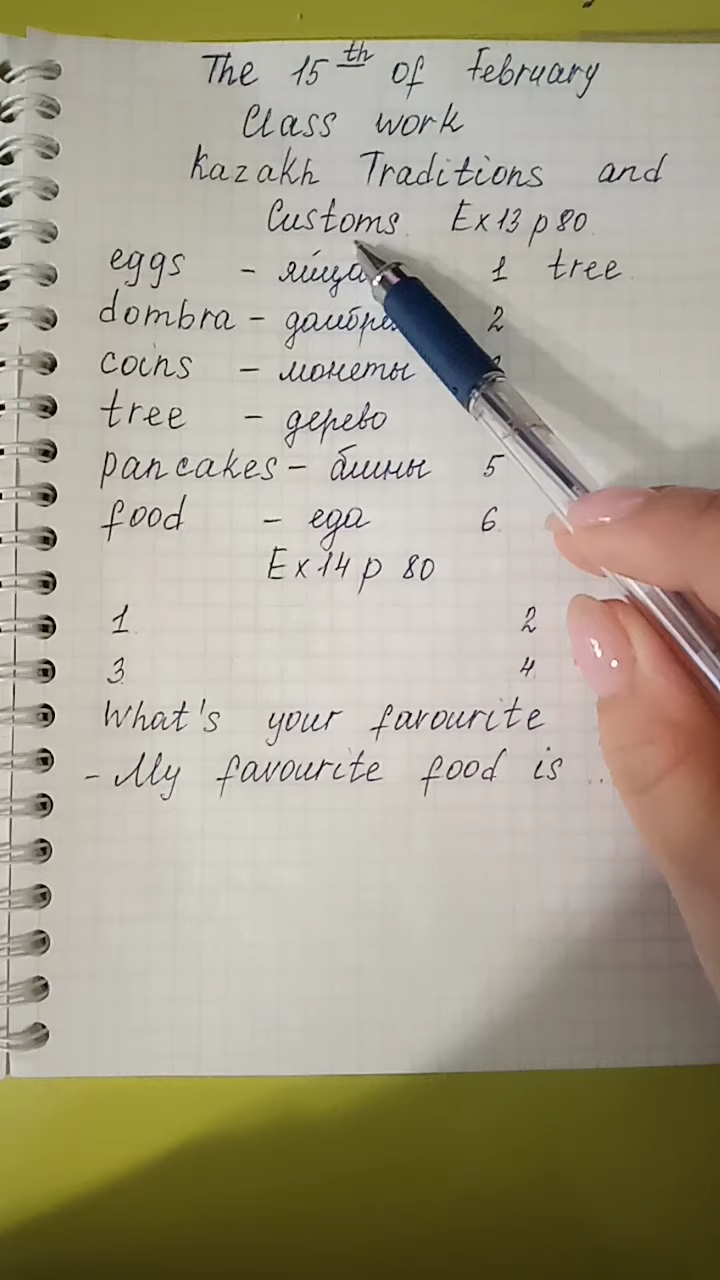 The 15th of February
Class work
Kazakh Traditions and
Customs. Ex 13 p 80.
eggs - яйца 1 tree.
dombra - домбра 2
coins - монеты
tree - дерево
pancakes - блины 5
food - еда 6.
Ex 14 p 80
1. 2
3. 4.
What's your favourite
- My favourite food is ...